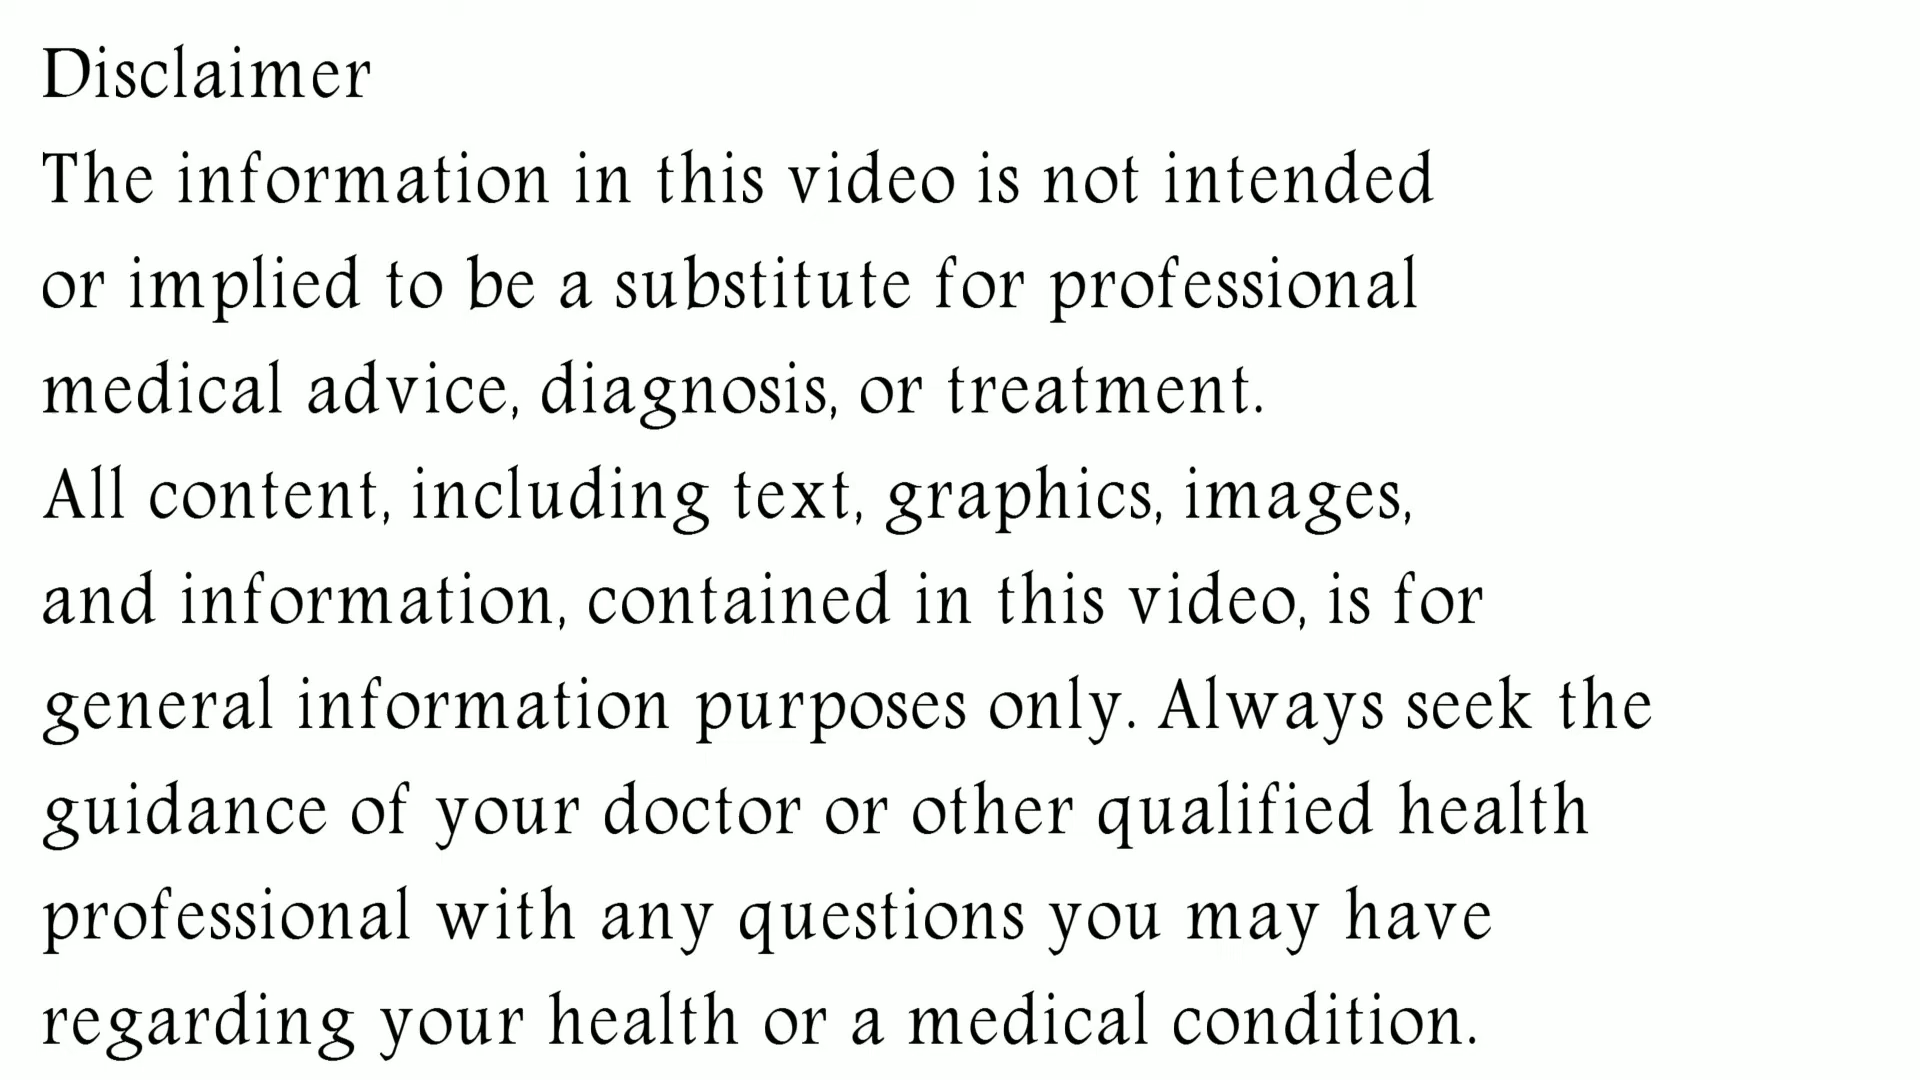 Disclaimer
The information in this video is not intended
or implied to be a substitute for professional
medical advice, diagnosis, or treatment.
All content, including text, graphics, images,
and information, contained in this video, is for
general information purposes only. Always seek the
guidance of your doctor or other qualified health
professional with any questions you may have
regarding your health or a medical condition.